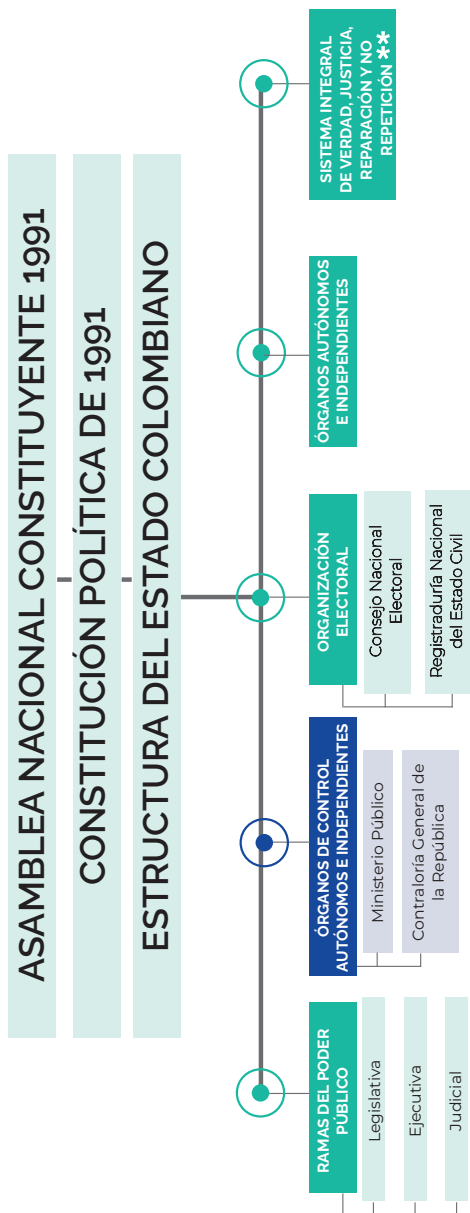 ASAMBLEA NACIONAL CONSTITUYENTE 1991
CONSTITUCIÓN POLÍTICA DE 1991
ESTRUCTURA DEL ESTADO COLOMBIANO
RAMAS DEL PODER
PÚBLICO
Legislativa
Ejecutiva
Judicial
ÓRGANOS DE CONTROL
AUTÓNOMOS E INDEPENDIENTES
Ministerio Público
Contraloría General de
la República
ORGANIZACIÓN
ELECTORAL
Consejo Nacional
Electoral
Registraduría Nacional
del Estado Civil
ÓRGANOS AUTÓNOMOS
E INDEPENDIENTES
SISTEMA INTEGRAL
DE VERDAD, JUSTICIA,
REPARACIÓN Y NO
REPETICIÓN **